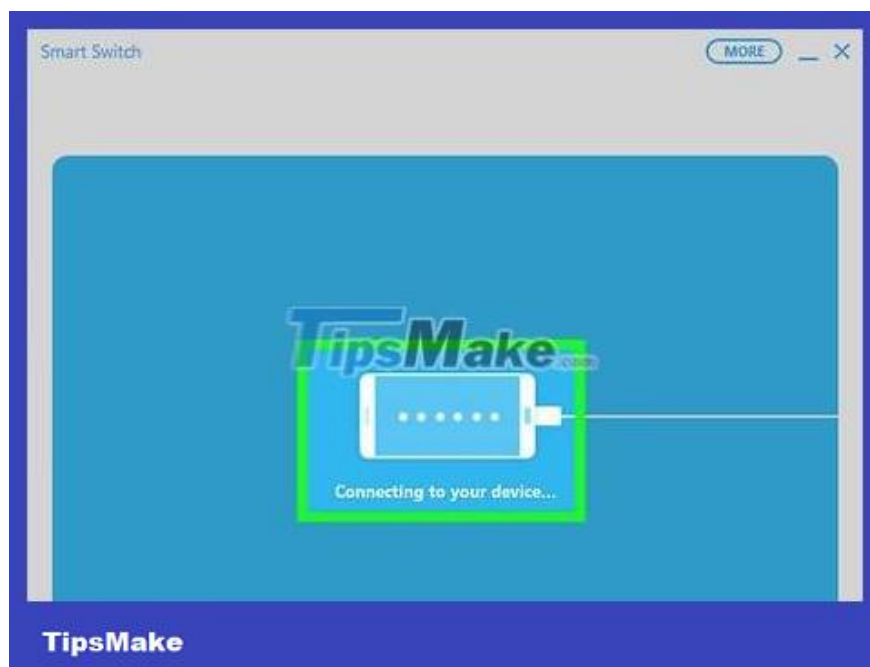 Smart Switch
MORE
TipsMake.com
Connecting to your device...
TipsMake